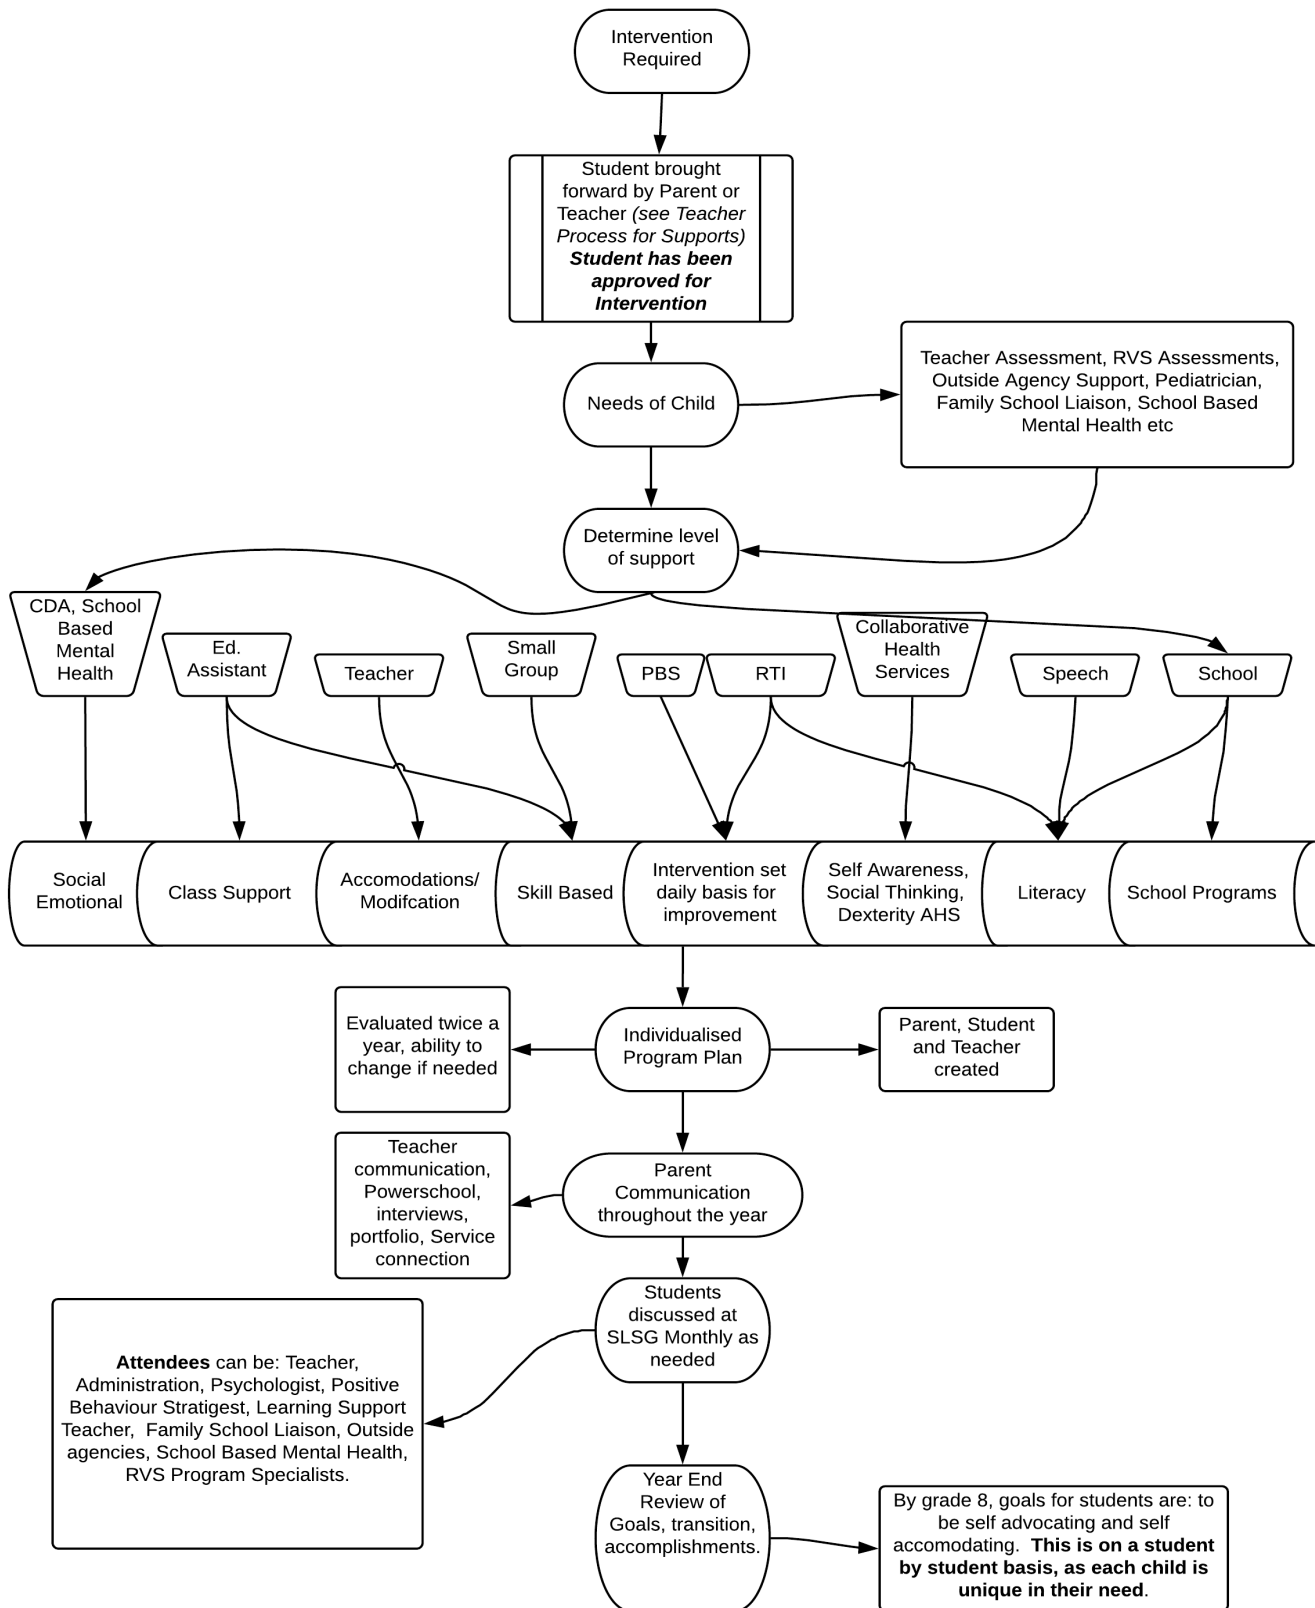 Intervention
Required
Student brought
forward by Parent or
Teacher (see Teacher
Process for Supports)
Student has been
approved for
Intervention
Needs of Child
Teacher Assessment, RVS Assessments,
Outside Agency Support, Pediatrician,
Family School Liaison, School Based
Mental Health etc
Determine level
of support
CDA, School
Based
Mental
Health
Ed.
Assistant
Teacher
Small
Group
PBS
RTI
Collaborative
Health
Services
Speech
School
Social
Emotional
Class Support
Accomodations/
Modifcation
Skill Based
Intervention set
daily basis for
improvement
Self Awareness,
Social Thinking,
Dexterity AHS
Literacy
School Programs
Evaluated twice a
year, ability to
change if needed
Individualised
Program Plan
Parent, Student
and Teacher
created
Teacher
communication,
Powerschool,
interviews,
portfolio, Service
connection
Parent
Communication
throughout the year
Students
discussed at
SLSG Monthly as
needed
Attendees can be: Teacher,
Administration, Psychologist, Positive
Behaviour Stratigest, Learning Support
Teacher,  Family School Liaison, Outside
agencies, School Based Mental Health,
RVS Program Specialists.
Year End
Review of
Goals, transition,
accomplishments.
By grade 8, goals for students are: to
be self advocating and self
accomodating.  This is on a student
by student basis, as each child is
unique in their need.